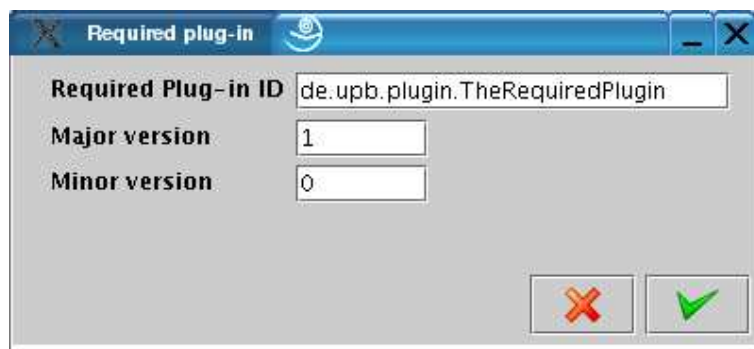 Required plug-in
Required Plug-in ID de.upb.plugin.TheRequiredPlugin
Major version 1
Minor version 0